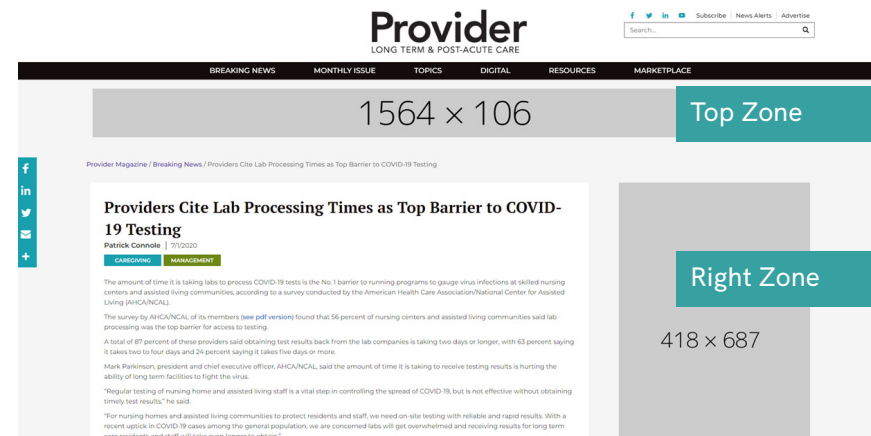 Provider
LONG TERM & POST-ACUTE CARE
Subscribe | News Alerts | Advertise
Search...
BREAKING NEWS MONTHLY ISSUE TOPICS DIGITAL RESOURCES MARKETPLACE
1564 × 106
Top Zone
Provider Magazine / Breaking News / Providers Cite Lab Processing Times as Top Barrier to COVID-19 Testing
Providers Cite Lab Processing Times as Top Barrier to COVID-
19 Testing
Patrick Connole | 7/1/2020
CAREGIVING MANAGEMENT
The amount of time it is taking labs to process COVID-19 tests is the No. 1 barrier to running programs to gauge virus infections at skilled nursing
centers and assisted living communities, according to a survey conducted by the American Health Care Association/National Center for Assisted
Living (AHCA/NCAL).
The survey by AHCA/NCAL of its members (see pdf version) found that 56 percent of nursing centers and assisted living communities said lab
processing was the top barrier for access to testing.
A total of 87 percent of these providers said obtaining test results back from the lab companies is taking two days or longer, with 63 percent saying
it takes two to four days and 24 percent saying it takes five days or more.
Mark Parkinson, president and chief executive officer, AHCA/NCAL, said the amount of time it is taking to receive testing results is hurting the
ability of long term facilities to fight the virus.
"Regular testing of nursing home and assisted living staff is a vital step in controlling the spread of COVID-19, but is not effective without obtaining
timely test results," he said.
"For nursing homes and assisted living communities to protect residents and staff, we need on-site testing with reliable and rapid results. With a
recent uptick in COVID-19 cases among the general population, we are concerned labs will get overwhelmed and receiving results for long term
care residents and staff will take even longer to obtain."
Right Zone
418 × 687